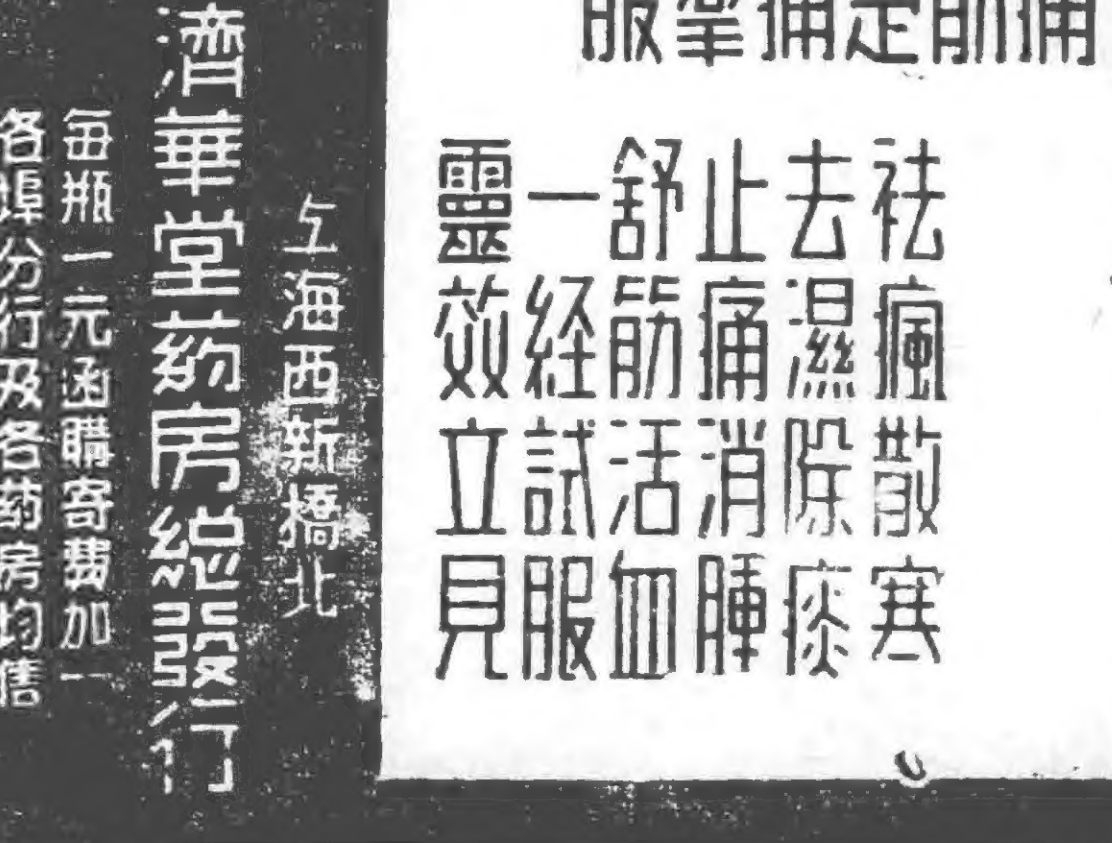 祛瘋散寒
去濕除痰
止痛消腫
舒筋活血
一経試服
靈效立見
上海西新橋北
濟華堂葯房總發行
每瓶一元函購寄費加一
各埠分行及各葯房均售